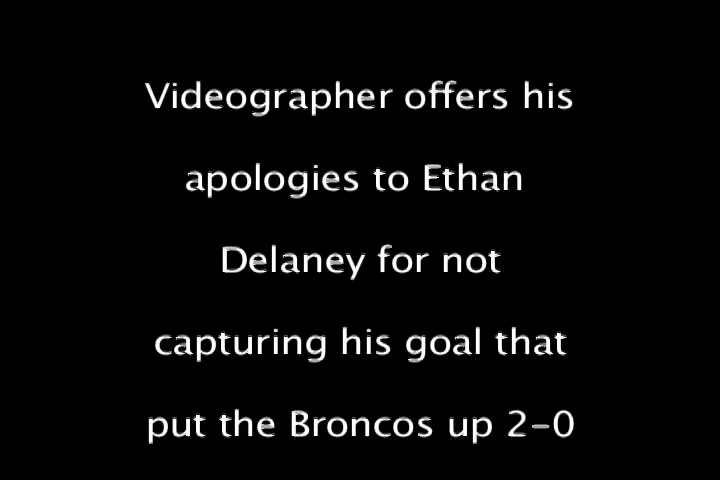 Videographer offers his
apologies to Ethan
Delaney for not
capturing his goal that
put the Broncos up 2-0